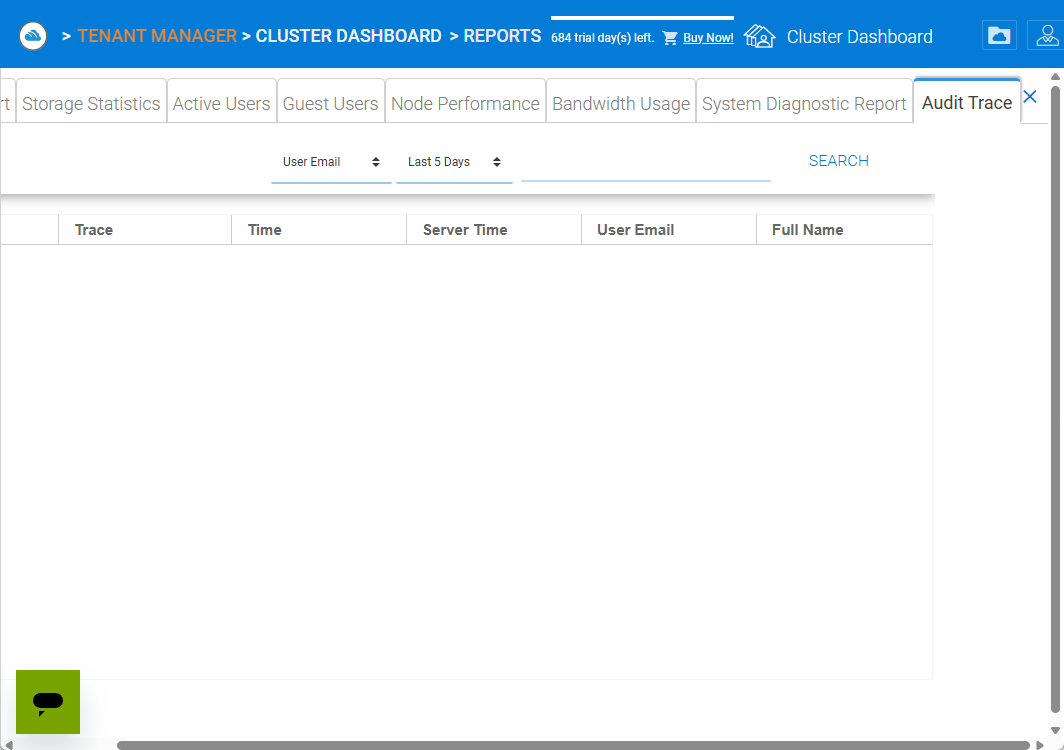 > TENANT MANAGER > CLUSTER DASHBOARD > REPORTS 684 trial day(s) left. Buy Now! Cluster Dashboard
rt Storage Statistics Active Users Guest Users Node Performance Bandwidth Usage System Diagnostic Report Audit Trace
User Email Last 5 Days SEARCH
Trace Time Server Time User Email Full Name